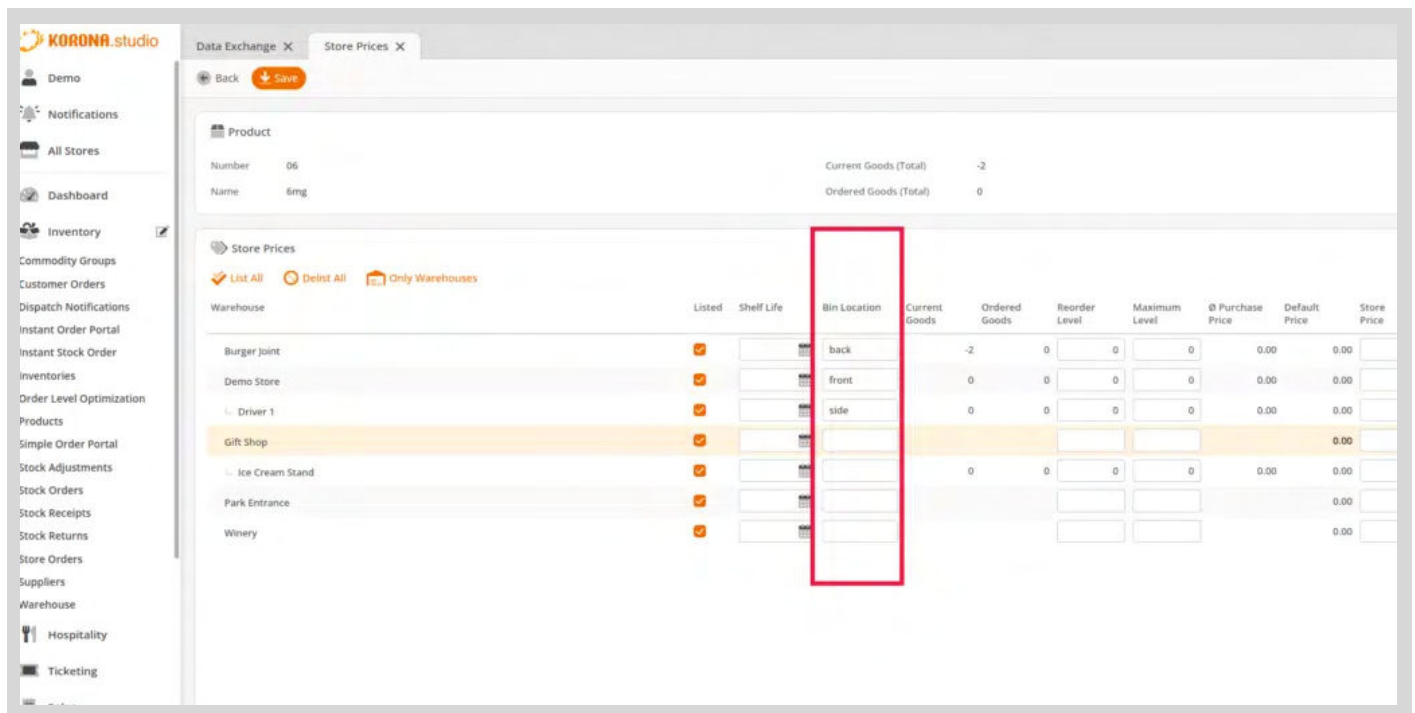 KORONA.studio
Data Exchange X Store Prices X
Demo
Back Save
Notifications
All Stores
Dashboard
Inventory
Commodity Groups
Customer Orders
Dispatch Notifications
Instant Order Portal
Instant Stock Order
Inventories
Order Level Optimization
Products
Simple Order Portal
Stock Adjustments
Stock Orders
Stock Receipts
Stock Returns
Store Orders
Suppliers
Warehouse
Hospitality
Ticketing
Product
Number 06 Current Goods (Total) -2
Name 6mg Ordered Goods (Total) 0
Store Prices
List All Delist All Only Warehouses
Warehouse Listed Shelf Life Bin Location Current Goods Ordered Goods Reorder Level Maximum Level Ø Purchase Price Default Price Store Price
Burger Joint back -2 0 0 0 0.00 0.00
Demo Store front 0 0 0 0 0.00 0.00
Driver 1 side 0 0 0 0 0.00 0.00
Gift Shop 0.00
Ice Cream Stand 0 0 0 0 0.00 0.00
Park Entrance 0.00
Winery 0.00